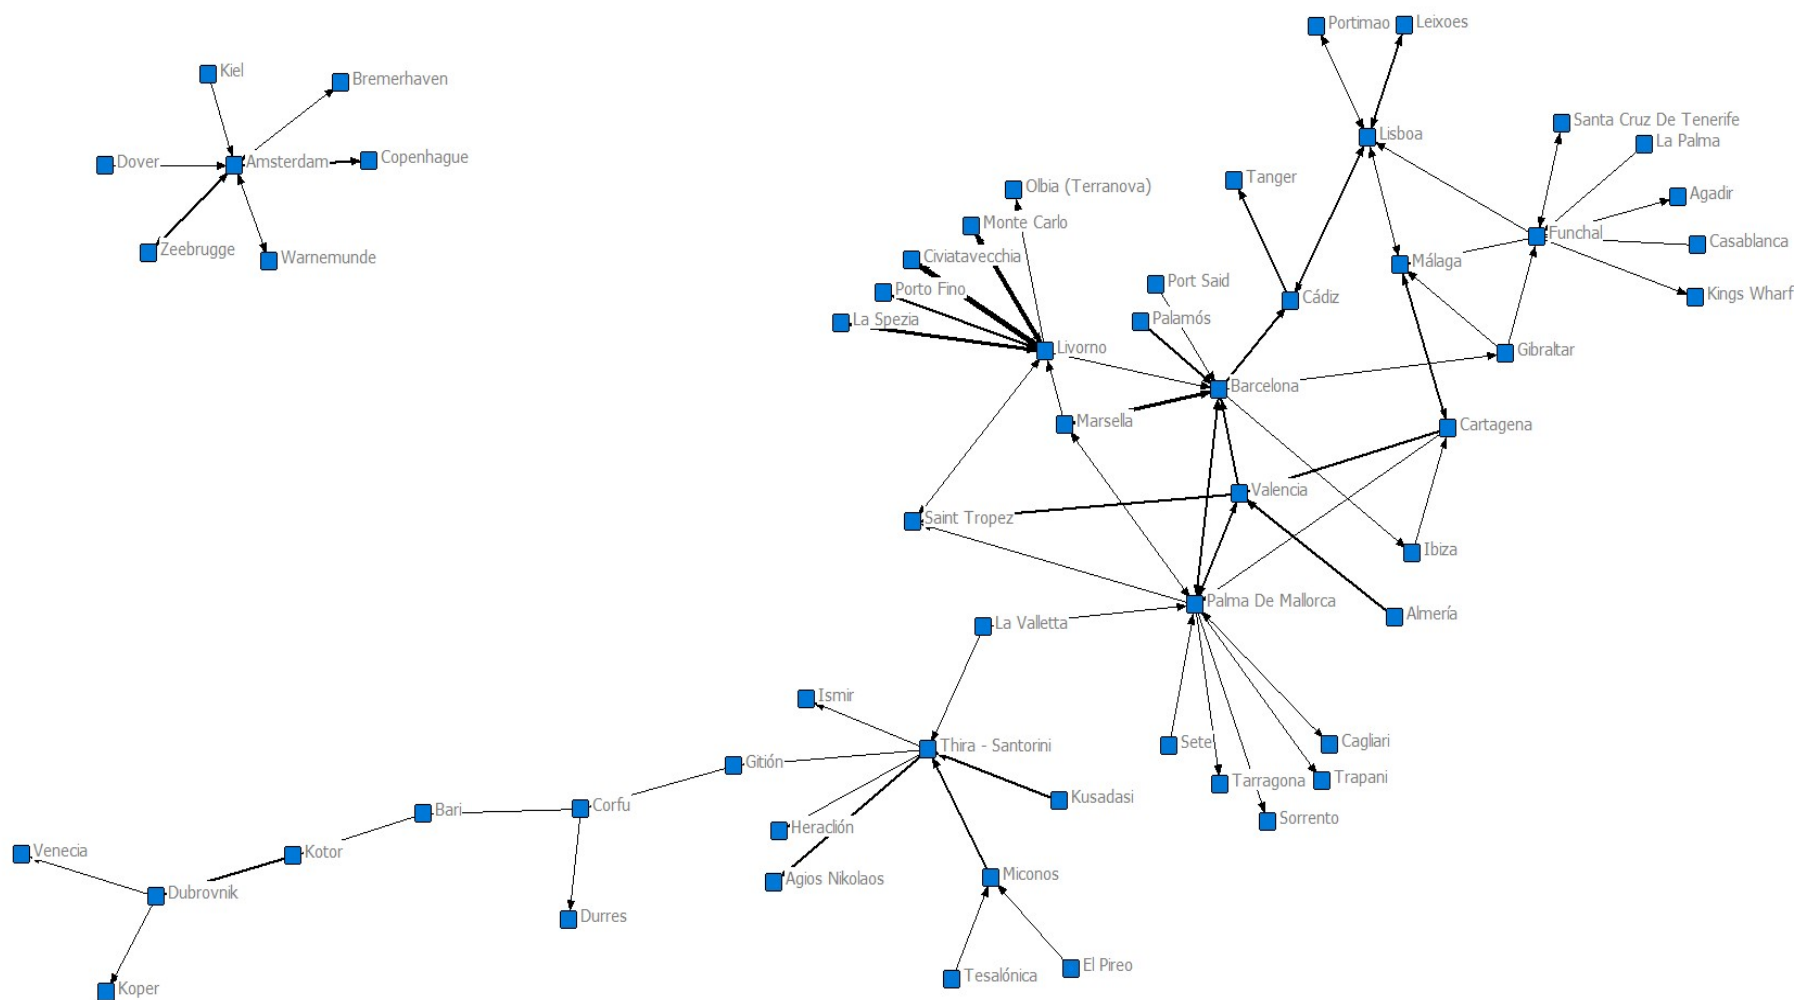 Portimao
Leixoes
Kiel
Bremerhaven
Santa Cruz De Tenerife
Lisboa
La Palma
Dover
Amsterdam
Copenhague
Tanger
Olbia (Terranova)
Agadir
Monte Carlo
Funchal
Casablanca
Zeebrugge
Warnemunde
Civiatavecchia
Málaga
Port Said
Porto Fino
Cádiz
Kings Wharf
La Spezia
Palamós
Livorno
Gibraltar
Barcelona
Marsella
Cartagena
Valencia
Saint Tropez
Ibiza
Palma De Mallorca
Almería
La Valletta
Ismir
Thira - Santorini
Sete
Cagliari
Gitión
Tarragona
Trapani
Kusadasi
Corfu
Bari
Sorrento
Heraclión
Venecia
Kotor
Miconos
Agios Nikolaos
Dubrovnik
Durres
El Pireo
Tesalónica
Koper